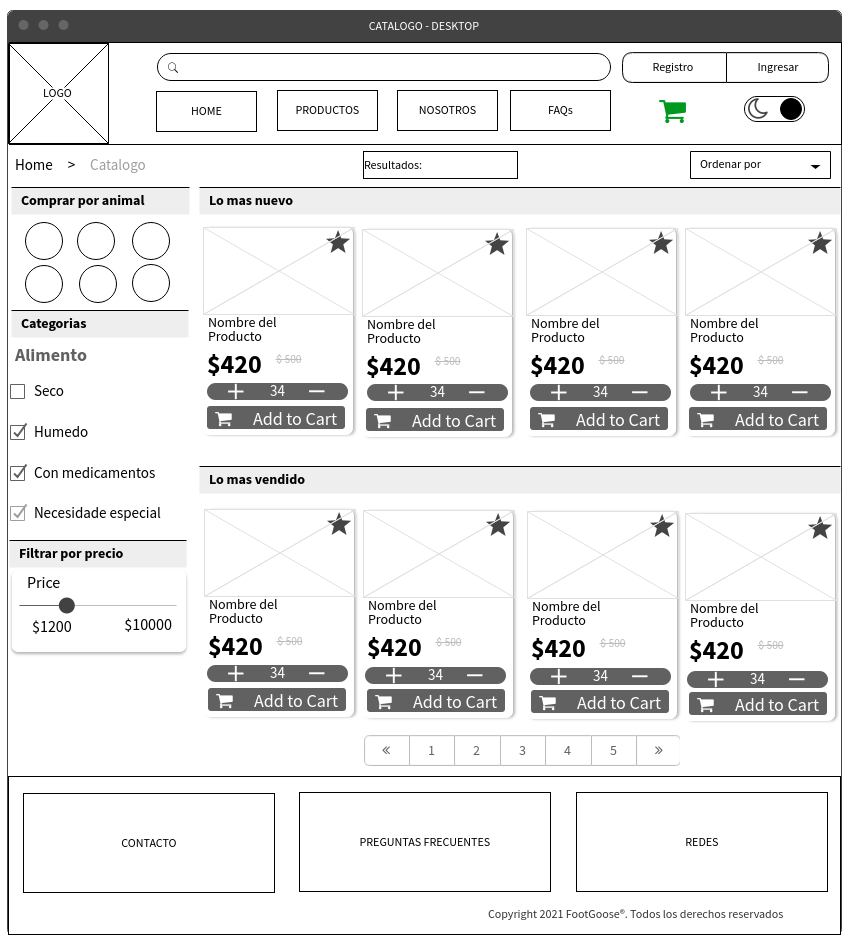 CATALOGO - DESKTOP
LOGO
Registro
Ingresar
HOME
PRODUCTOS
NOSOTROS
FAQs
Home > Catalogo
Resultados:
Ordenar por
Comprar por animal
Categorias
Alimento
Seco
Humedo
Con medicamentos
Necesidade especial
Filtrar por precio
Price
$1200
$10000
Lo mas nuevo
Nombre del
Producto
$420 $ 500
34
Add to Cart
Nombre del
Producto
$420 $ 500
34
Add to Cart
Nombre del
Producto
$420 $ 500
34
Add to Cart
Nombre del
Producto
$420 $ 500
34
Add to Cart
Lo mas vendido
Nombre del
Producto
$420 $ 500
34
Add to Cart
Nombre del
Producto
$420 $ 500
34
Add to Cart
Nombre del
Producto
$420 $ 500
34
Add to Cart
Nombre del
Producto
$420 $ 500
34
Add to Cart
« 1 2 3 4 5 »
CONTACTO
PREGUNTAS FRECUENTES
REDES
Copyright 2021 FootGoose®. Todos los derechos reservados